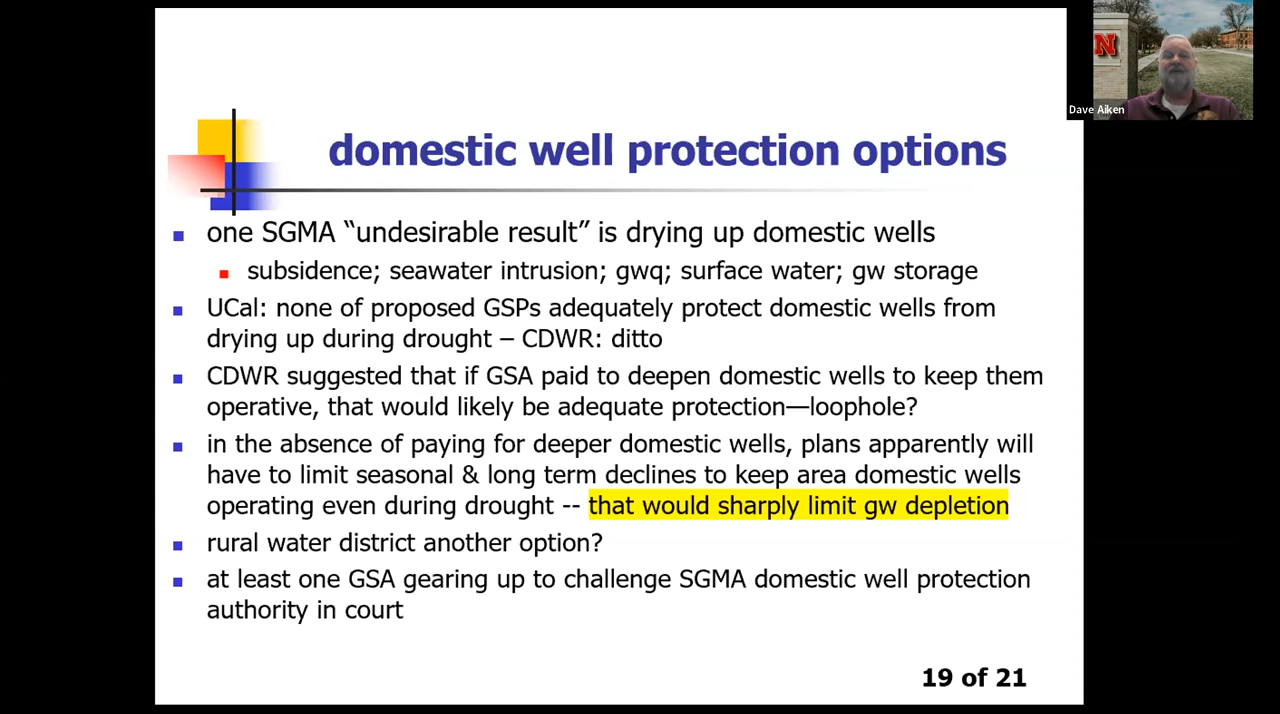 N
Dave Aiken
domestic well protection options
one SGMA “undesirable result” is drying up domestic wells
subsidence; seawater intrusion; gwq; surface water; gw storage
UCal: none of proposed GSPs adequately protect domestic wells from
drying up during drought – CDWR: ditto
CDWR suggested that if GSA paid to deepen domestic wells to keep them
operative, that would likely be adequate protection—loophole?
in the absence of paying for deeper domestic wells, plans apparently will
have to limit seasonal & long term declines to keep area domestic wells
operating even during drought -- that would sharply limit gw depletion
rural water district another option?
at least one GSA gearing up to challenge SGMA domestic well protection
authority in court
19 of 21